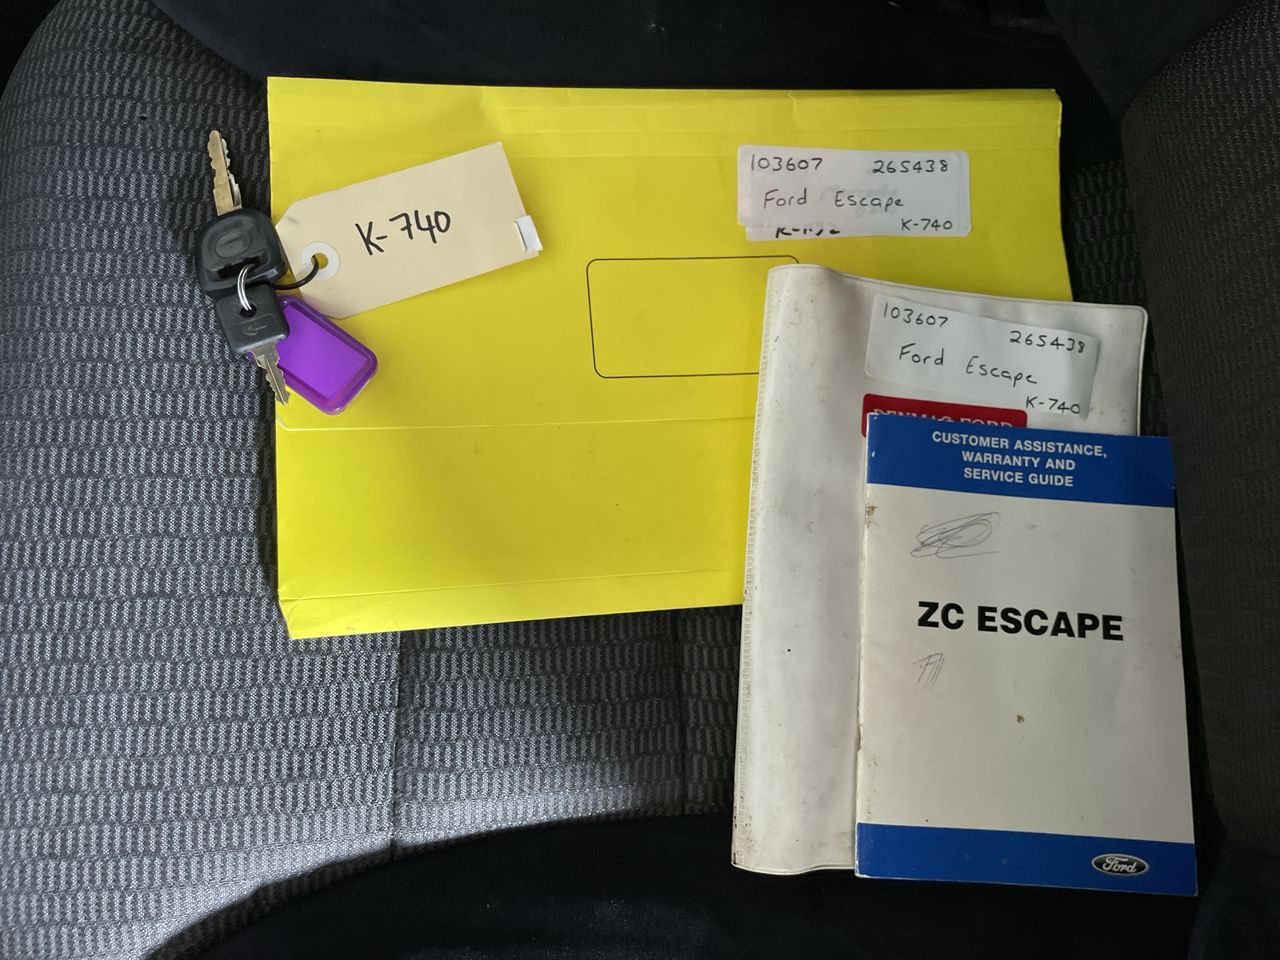 K-740
103607 265438
Ford Escape
K-740
103607 265438
Ford Escape
K-740
CUSTOMER ASSISTANCE,
WARRANTY AND
SERVICE GUIDE
ZC ESCAPE
Ford